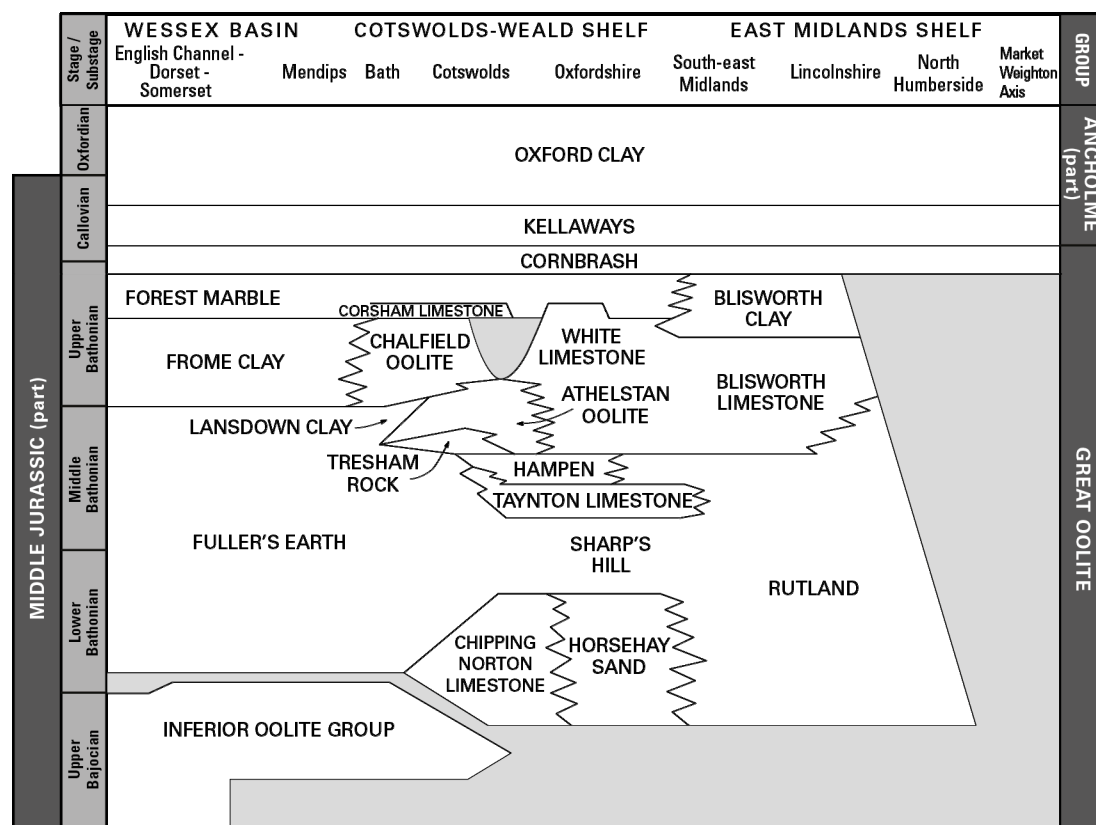 WESSEX BASIN
COTSWOLDS-WEALD SHELF
EAST MIDLANDS SHELF
Stage /
Substage
English Channel -
Dorset -
Somerset
Mendips
Bath
Cotswolds
Oxfordshire
South-east
Midlands
Lincolnshire
North
Humberside
Market
Weighton
Axis
GROUP
Oxfordian
OXFORD CLAY
ANCHOLME
(part)
Callovian
KELLAWAYS
CORNBRASH
MIDDLE JURASSIC (part)
Upper
Bathonian
FOREST MARBLE
CORSHAM LIMESTONE
BLISWORTH
CLAY
FROME CLAY
CHALFIELD
OOLITE
WHITE
LIMESTONE
ATHELSTAN
OOLITE
BLISWORTH
LIMESTONE
GREAT OOLITE
Middle
Bathonian
LANSDOWN CLAY
TRESHAM
ROCK
HAMPEN
TAYNTON LIMESTONE
FULLER'S EARTH
SHARP'S
HILL
RUTLAND
Lower
Bathonian
CHIPPING
NORTON
LIMESTONE
HORSEHAY
SAND
Upper
Bajocian
INFERIOR OOLITE GROUP